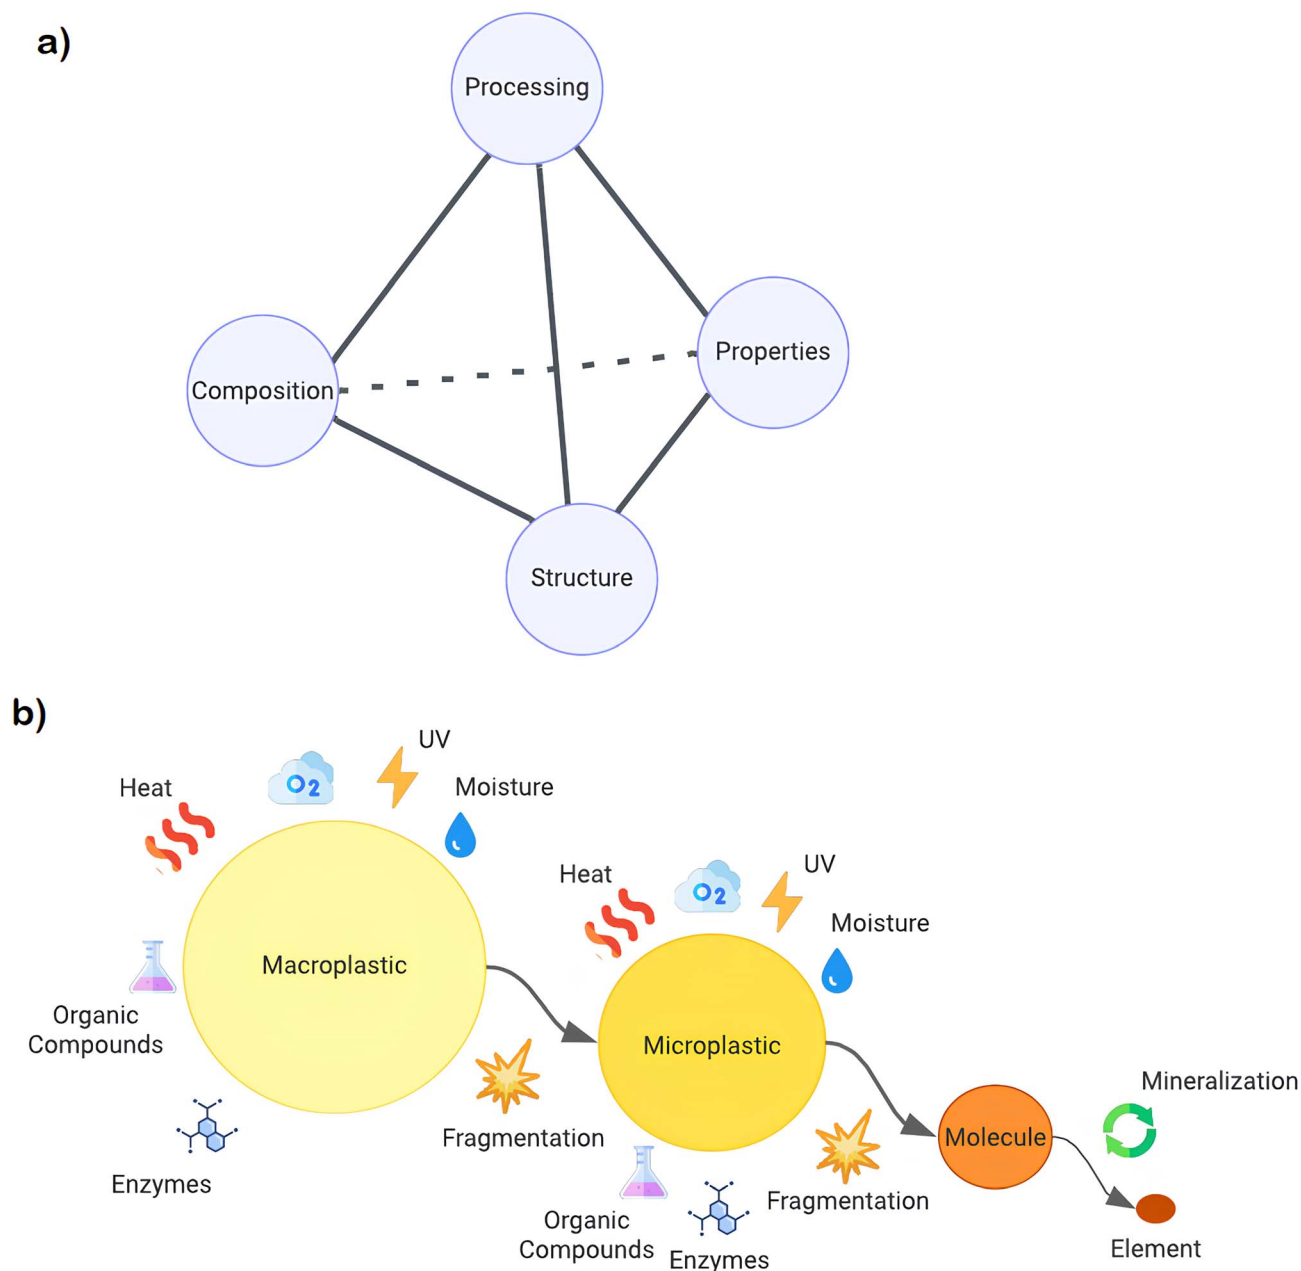 a)
Processing
Properties
Composition
Structure
b)
UV
Heat
O2
Moisture
Macroplastic
Organic
Compounds
Enzymes
Fragmentation
UV
Heat
O2
Moisture
Microplastic
Organic
Compounds
Enzymes
Fragmentation
Molecule
Mineralization
Element